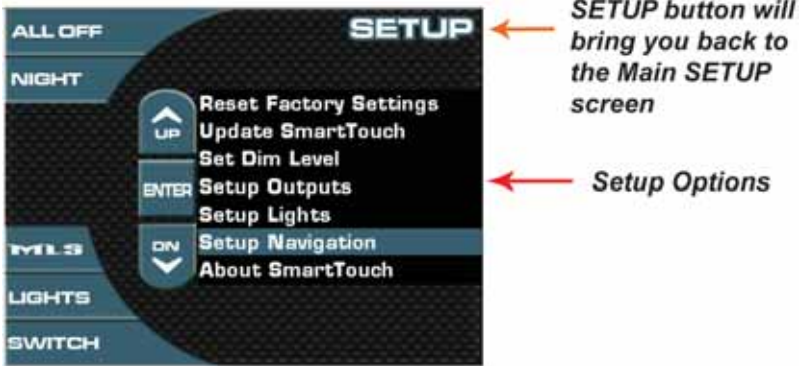 ALL OFF
NIGHT
SETUP
SETUP button will
bring you back to
the Main SETUP
screen
UP
ENTER
DN
Reset Factory Settings
Update SmartTouch
Set Dim Level
Setup Outputs
Setup Lights
Setup Navigation
About SmartTouch
Setup Options
MLS
LIGHTS
SWITCH